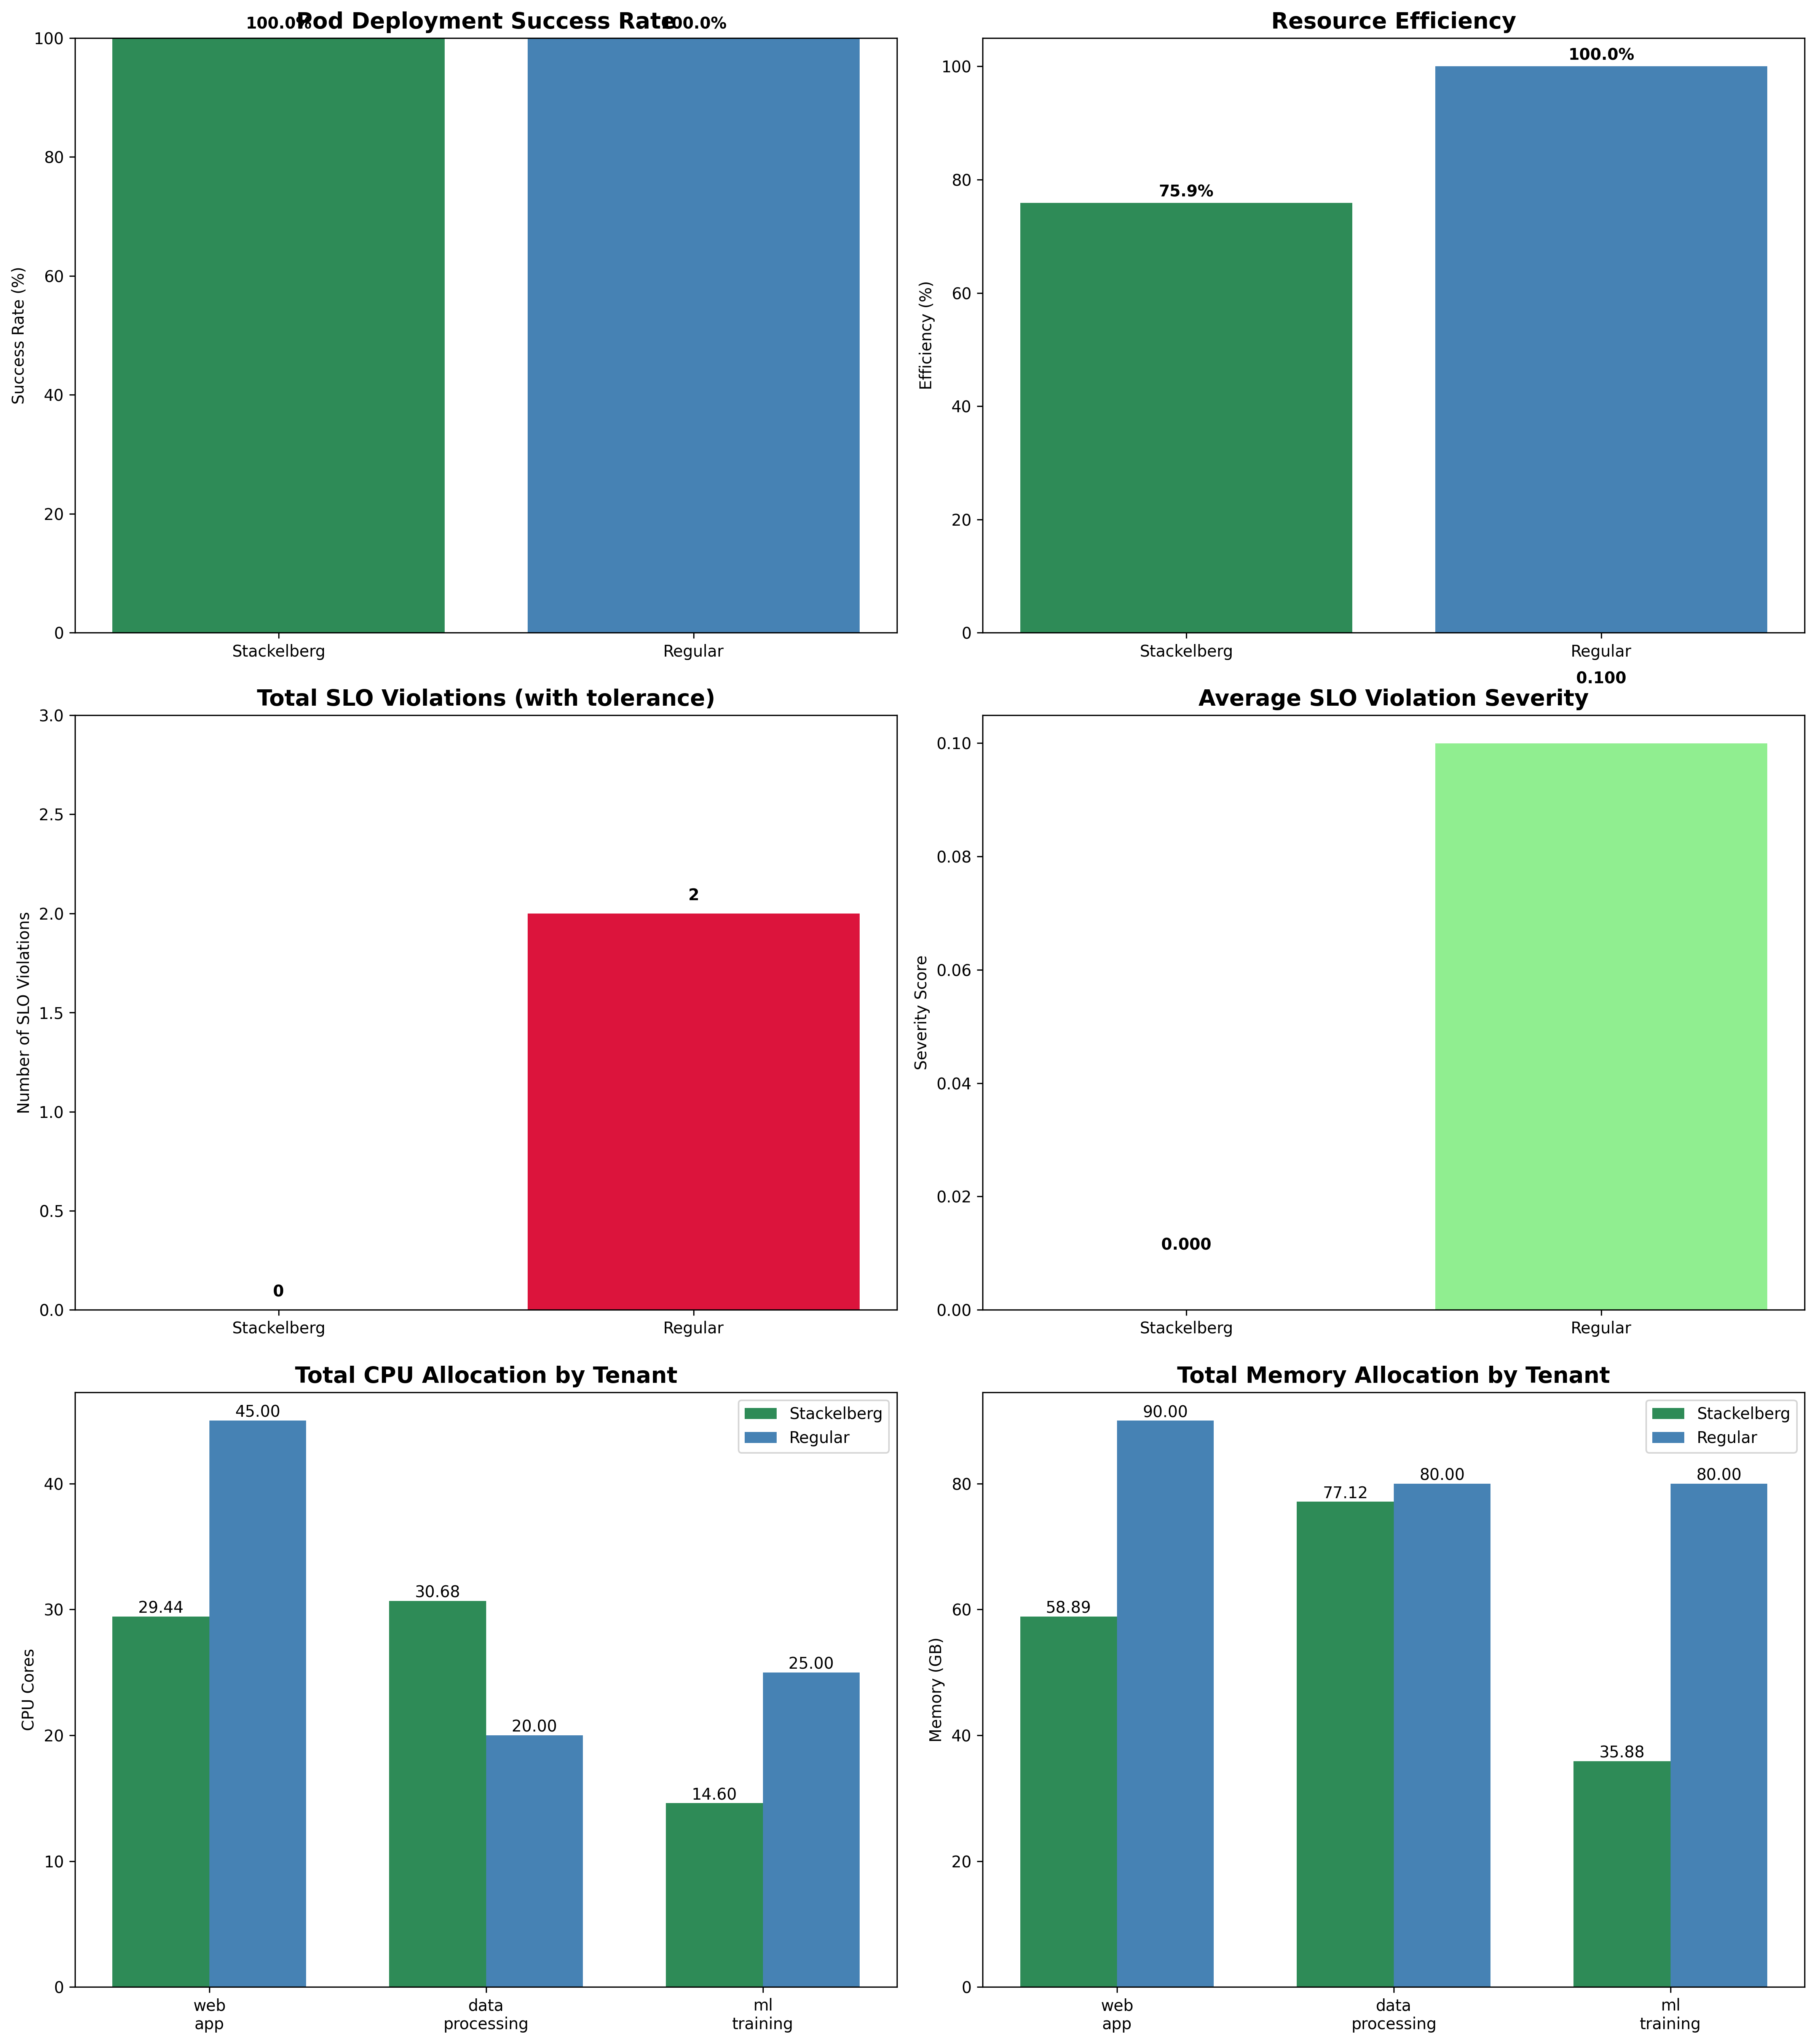 Pod Deployment Success Rate
100.0%
100.0%
100
80
60
40
20
0
Success Rate (%)
Stackelberg
Regular
Resource Efficiency
100
80
60
40
20
0
Efficiency (%)
75.9%
100.0%
Stackelberg
Regular
Total SLO Violations (with tolerance)
3.0
2.5
2.0
1.5
1.0
0.5
0.0
Number of SLO Violations
0
2
Stackelberg
Regular
0.100
Average SLO Violation Severity
0.10
0.08
0.06
0.04
0.02
0.00
Severity Score
0.000
Stackelberg
Regular
Total CPU Allocation by Tenant
Stackelberg
Regular
40
30
20
10
0
CPU Cores
29.44
45.00
30.68
20.00
14.60
25.00
web
app
data
processing
ml
training
Total Memory Allocation by Tenant
Stackelberg
Regular
80
60
40
20
0
Memory (GB)
58.89
90.00
77.12
80.00
35.88
80.00
web
app
data
processing
ml
training